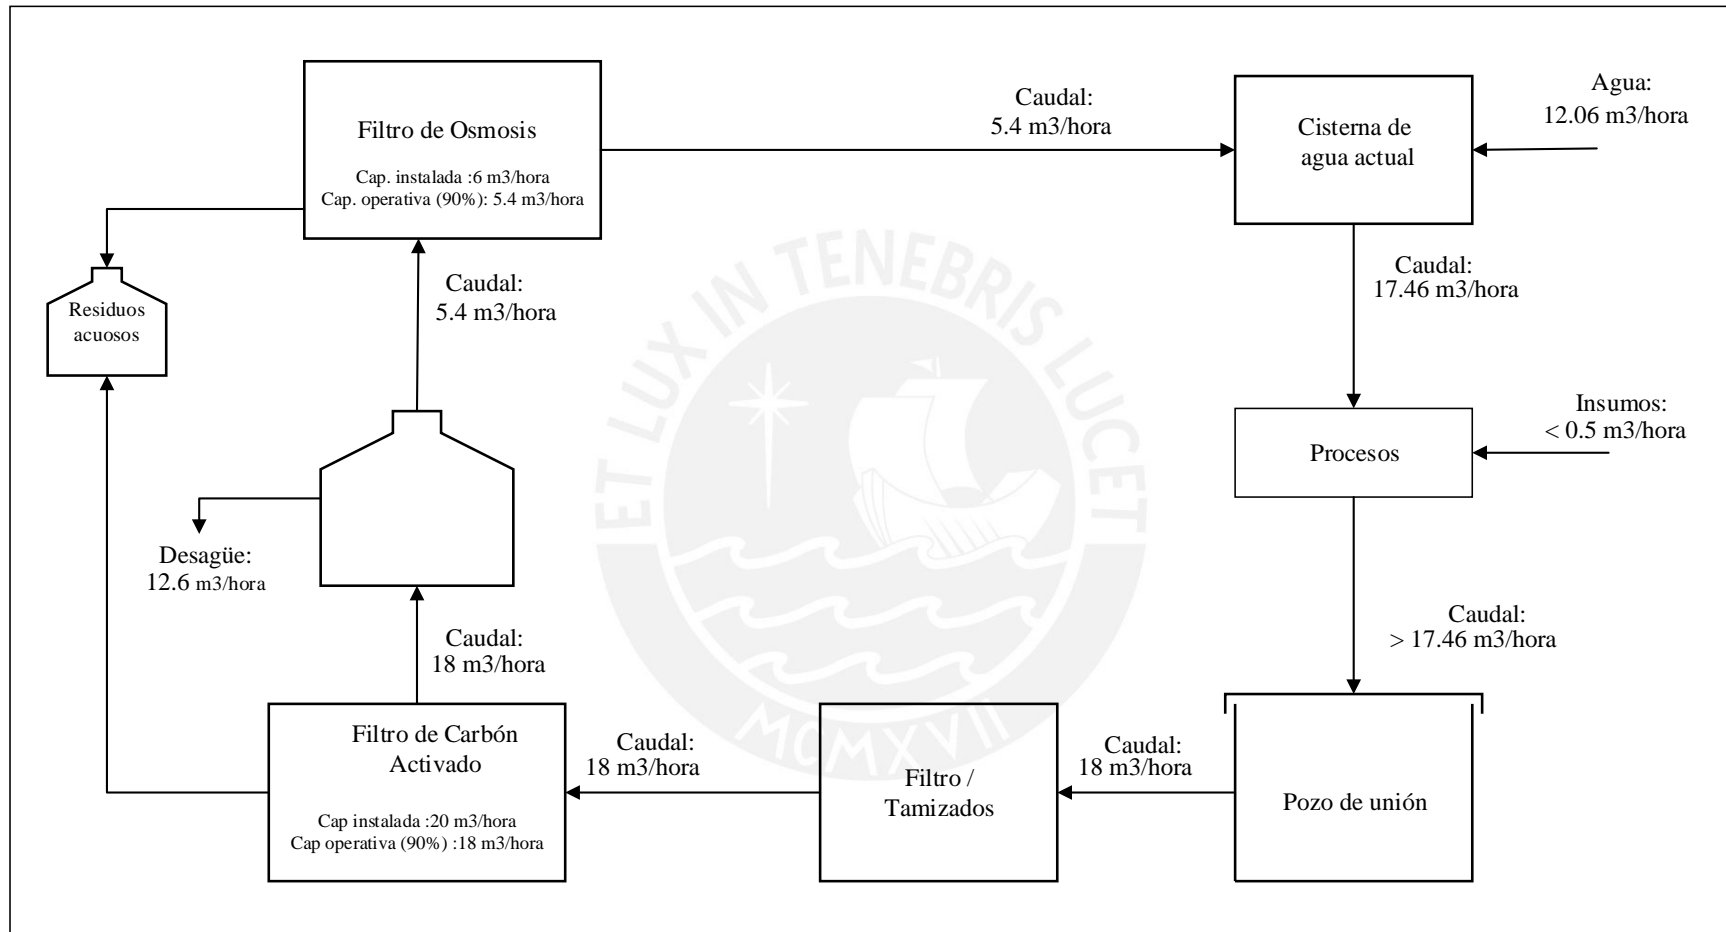 Filtro de Osmosis
Cap. instalada :6 m3/hora
Cap. operativa (90%): 5.4 m3/hora
Caudal:
5.4 m3/hora
Cisterna de
agua actual
Agua:
12.06 m3/hora
Residuos
acuosos
Caudal:
5.4 m3/hora
Caudal:
17.46 m3/hora
Insumos:
< 0.5 m3/hora
Procesos
Desagüe:
12.6 m3/hora
Caudal:
18 m3/hora
Caudal:
> 17.46 m3/hora
Filtro de Carbón
Activado
Cap instalada :20 m3/hora
Cap operativa (90%) :18 m3/hora
Caudal:
18 m3/hora
Filtro /
Tamizados
Caudal:
18 m3/hora
Pozo de unión
ET LUX IN TENEBRIS LUCET
MCMXVII